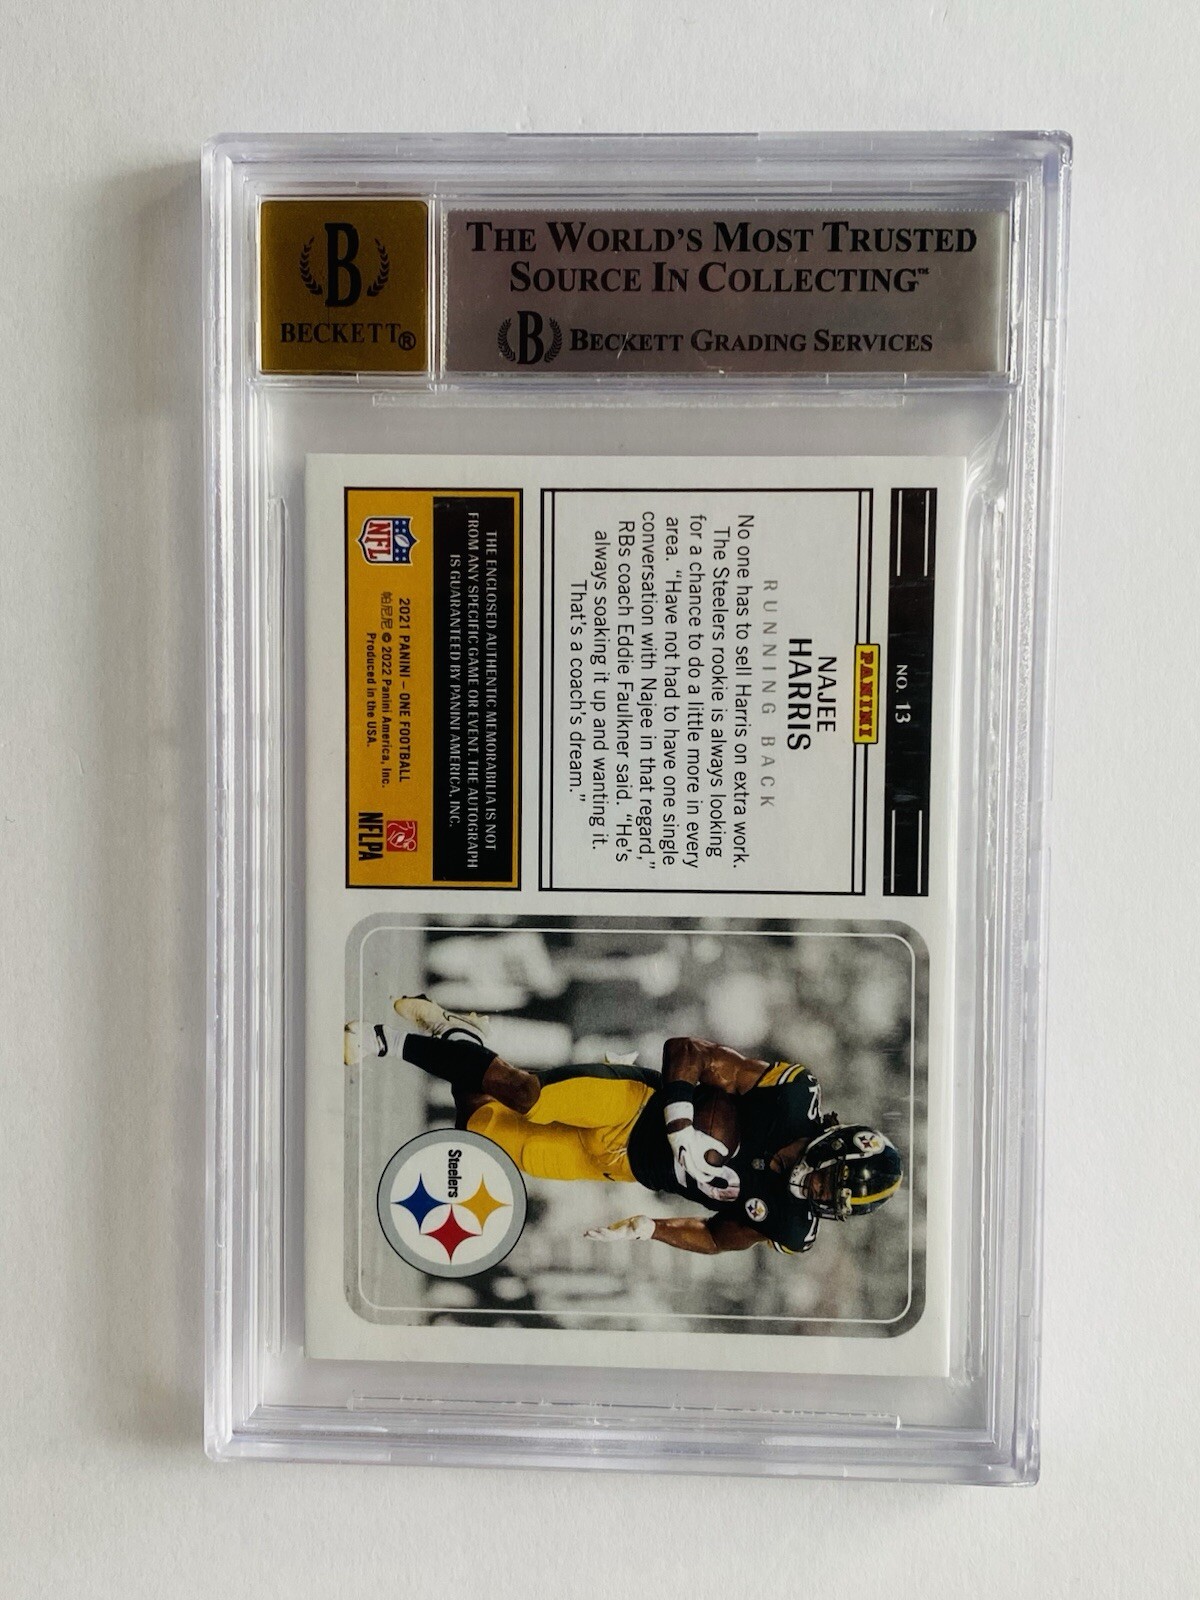 B
BECKETT®
THE WORLD'S MOST TRUSTED
SOURCE IN COLLECTING™
B BECKETT GRADING SERVICES
NO. 13
PANINI
NAJEE
HARRIS
RUNNING BACK
No one has to sell Harris on extra work.
The Steelers rookie is always looking
for a chance to do a little more in every
area. “Have not had to have one single
conversation with Najee in that regard,”
RBs coach Eddie Faulkner said. “He's
always soaking it up and wanting it.
That's a coach's dream.”
THE ENCLOSED AUTHENTIC MEMORABILIA IS NOT
FROM ANY SPECIFIC GAME OR EVENT. THE AUTOGRAPH
IS GUARANTEED BY PANINI AMERICA, INC.
NFL
2021 PANINI – ONE FOOTBALL
帕尼尼 © 2022 Panini America, Inc.
Produced in the USA.
NFLPA
Steelers